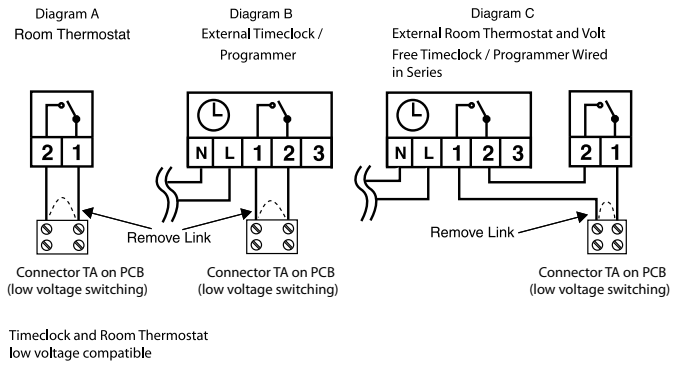 Diagram A
Room Thermostat
Diagram B
External Timeclock /
Programmer
Diagram C
External Room Thermostat and Volt
Free Timeclock / Programmer Wired
in Series
2 1
N L 1 2 3
N L 1 2 3
2 1
Remove Link
Remove Link
Connector TA on PCB
(low voltage switching)
Connector TA on PCB
(low voltage switching)
Connector TA on PCB
(low voltage switching)
Timeclock and Room Thermostat
low voltage compatible